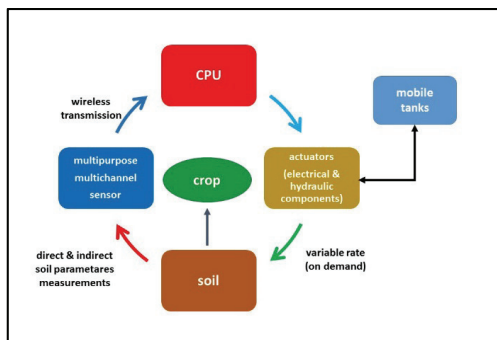 CPU
wireless
transmission
mobile
tanks
multipurpose
multichannel
sensor
crop
actuators
(electrical &
hydraulic
components)
direct & indirect
soil parametares
measurements
soil
variable rate
(on demand)